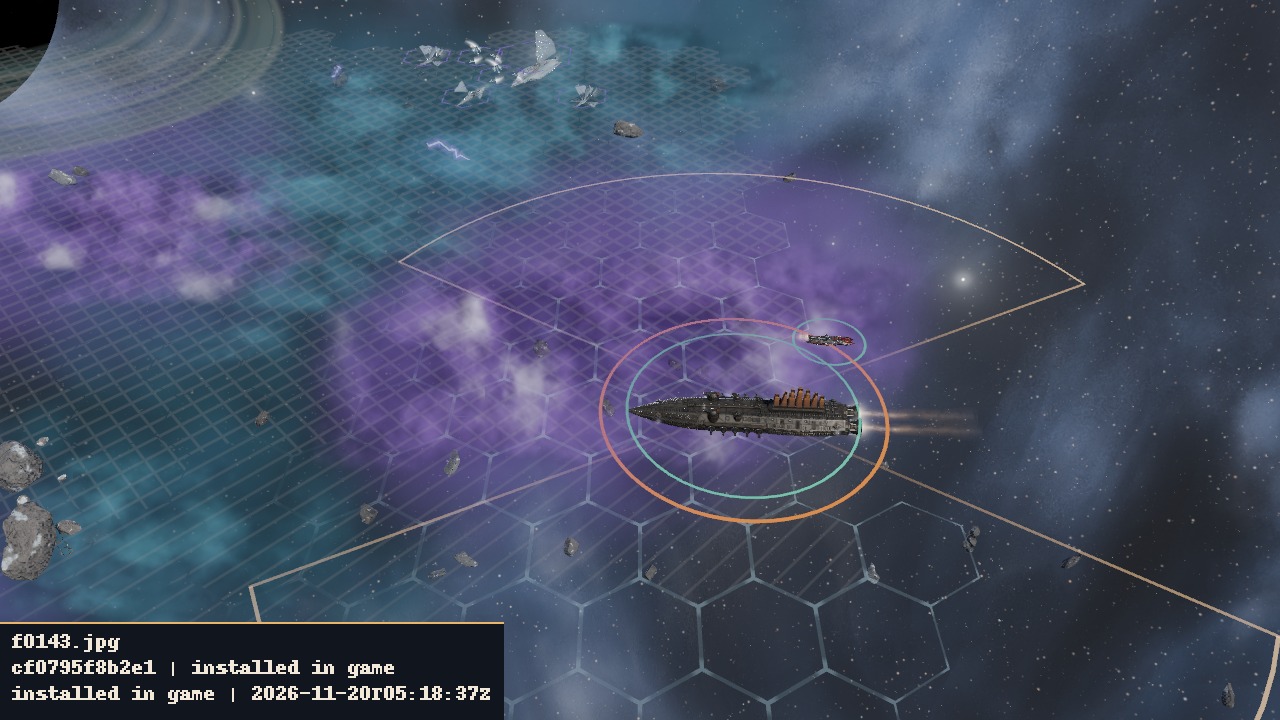 f0143.jpg
cf0795f8b2e1 | installed in game
installed in game | 2026-11-20T05:18:37Z